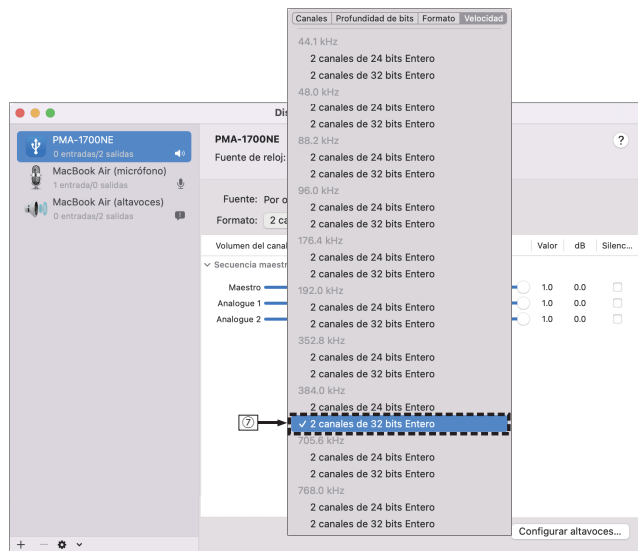 Canales Profundidad de bits Formato Velocidad
44.1 kHz
2 canales de 24 bits Entero
2 canales de 32 bits Entero
48.0 kHz
2 canales de 24 bits Entero
2 canales de 32 bits Entero
88.2 kHz
2 canales de 24 bits Entero
2 canales de 32 bits Entero
96.0 kHz
2 canales de 24 bits Entero
2 canales de 32 bits Entero
176.4 kHz
2 canales de 24 bits Entero
2 canales de 32 bits Entero
192.0 kHz
2 canales de 24 bits Entero
2 canales de 32 bits Entero
352.8 kHz
2 canales de 24 bits Entero
2 canales de 32 bits Entero
384.0 kHz
2 canales de 24 bits Entero
⑦
✓ 2 canales de 32 bits Entero
705.6 kHz
2 canales de 24 bits Entero
2 canales de 32 bits Entero
768.0 kHz
2 canales de 24 bits Entero
2 canales de 32 bits Entero
Dis
PMA-1700NE
0 entradas/2 salidas
MacBook Air (micrófono)
1 entrada/0 salidas
MacBook Air (altavoces)
0 entradas/2 salidas
PMA-1700NE
?
Fuente de reloj:
Fuente: Por
Formato: 2 ca
Volumen del canal Valor dB Silenc...
Secuencia maestr
Maestro 1.0 0.0
Analogue 1 1.0 0.0
Analogue 2 1.0 0.0
Configurar altavoces...